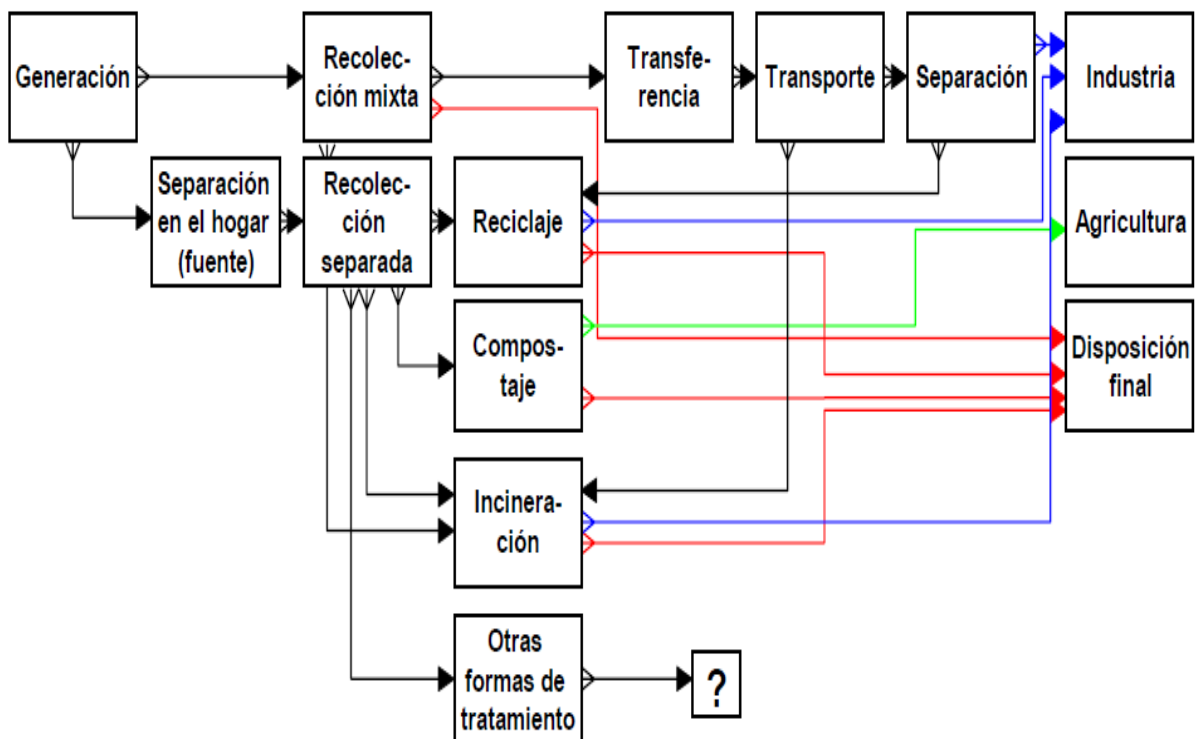 Generación
Recolec-
ción mixta
Transfe-
rencia
Transporte
Separación
Industria
Separación
en el hogar
(fuente)
Recolec-
ción
separada
Reciclaje
Agricultura
Compos-
taje
Disposición
final
Incinera-
ción
Otras
formas de
tratamiento
?